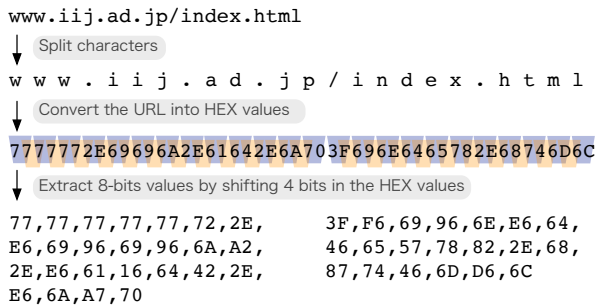 www.iij.ad.jp/index.html
Split characters
w w w . i i j . a d . j p / i n d e x . h t m l
Convert the URL into HEX values
7777772E69696A2E61642E6A703F696E6465782E68746D6C
Extract 8-bits values by shifting 4 bits in the HEX values
77,77,77,77,77,72,2E,
E6,69,96,69,96,6A,A2,
2E,E6,61,16,64,42,2E,
E6,6A,A7,70
3F,F6,69,96,6E,E6,64,
46,65,57,78,82,2E,68,
87,74,46,6D,D6,6C